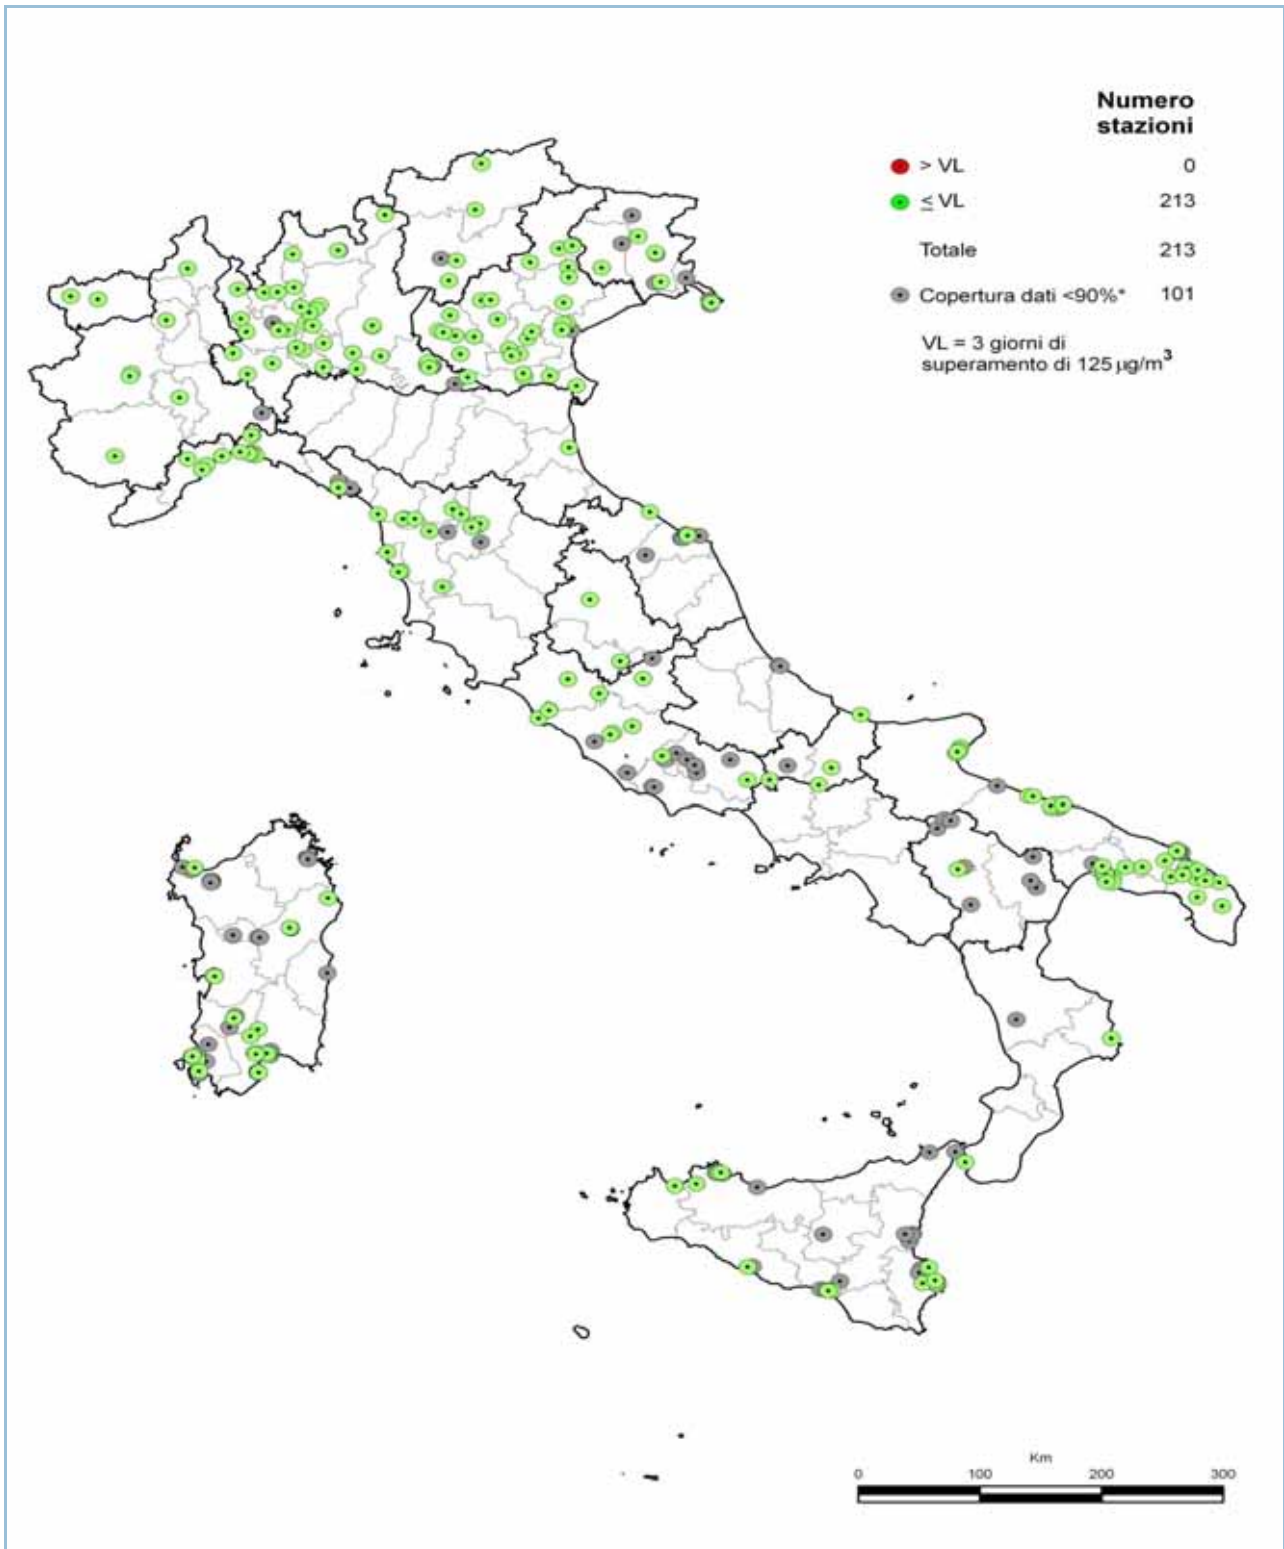 Numero
stazioni
> VL 0
≤ VL 213
Totale 213
Copertura dati <90%* 101
VL = 3 giorni di
superamento di 125 µg/m³
Km
0 100 200 300